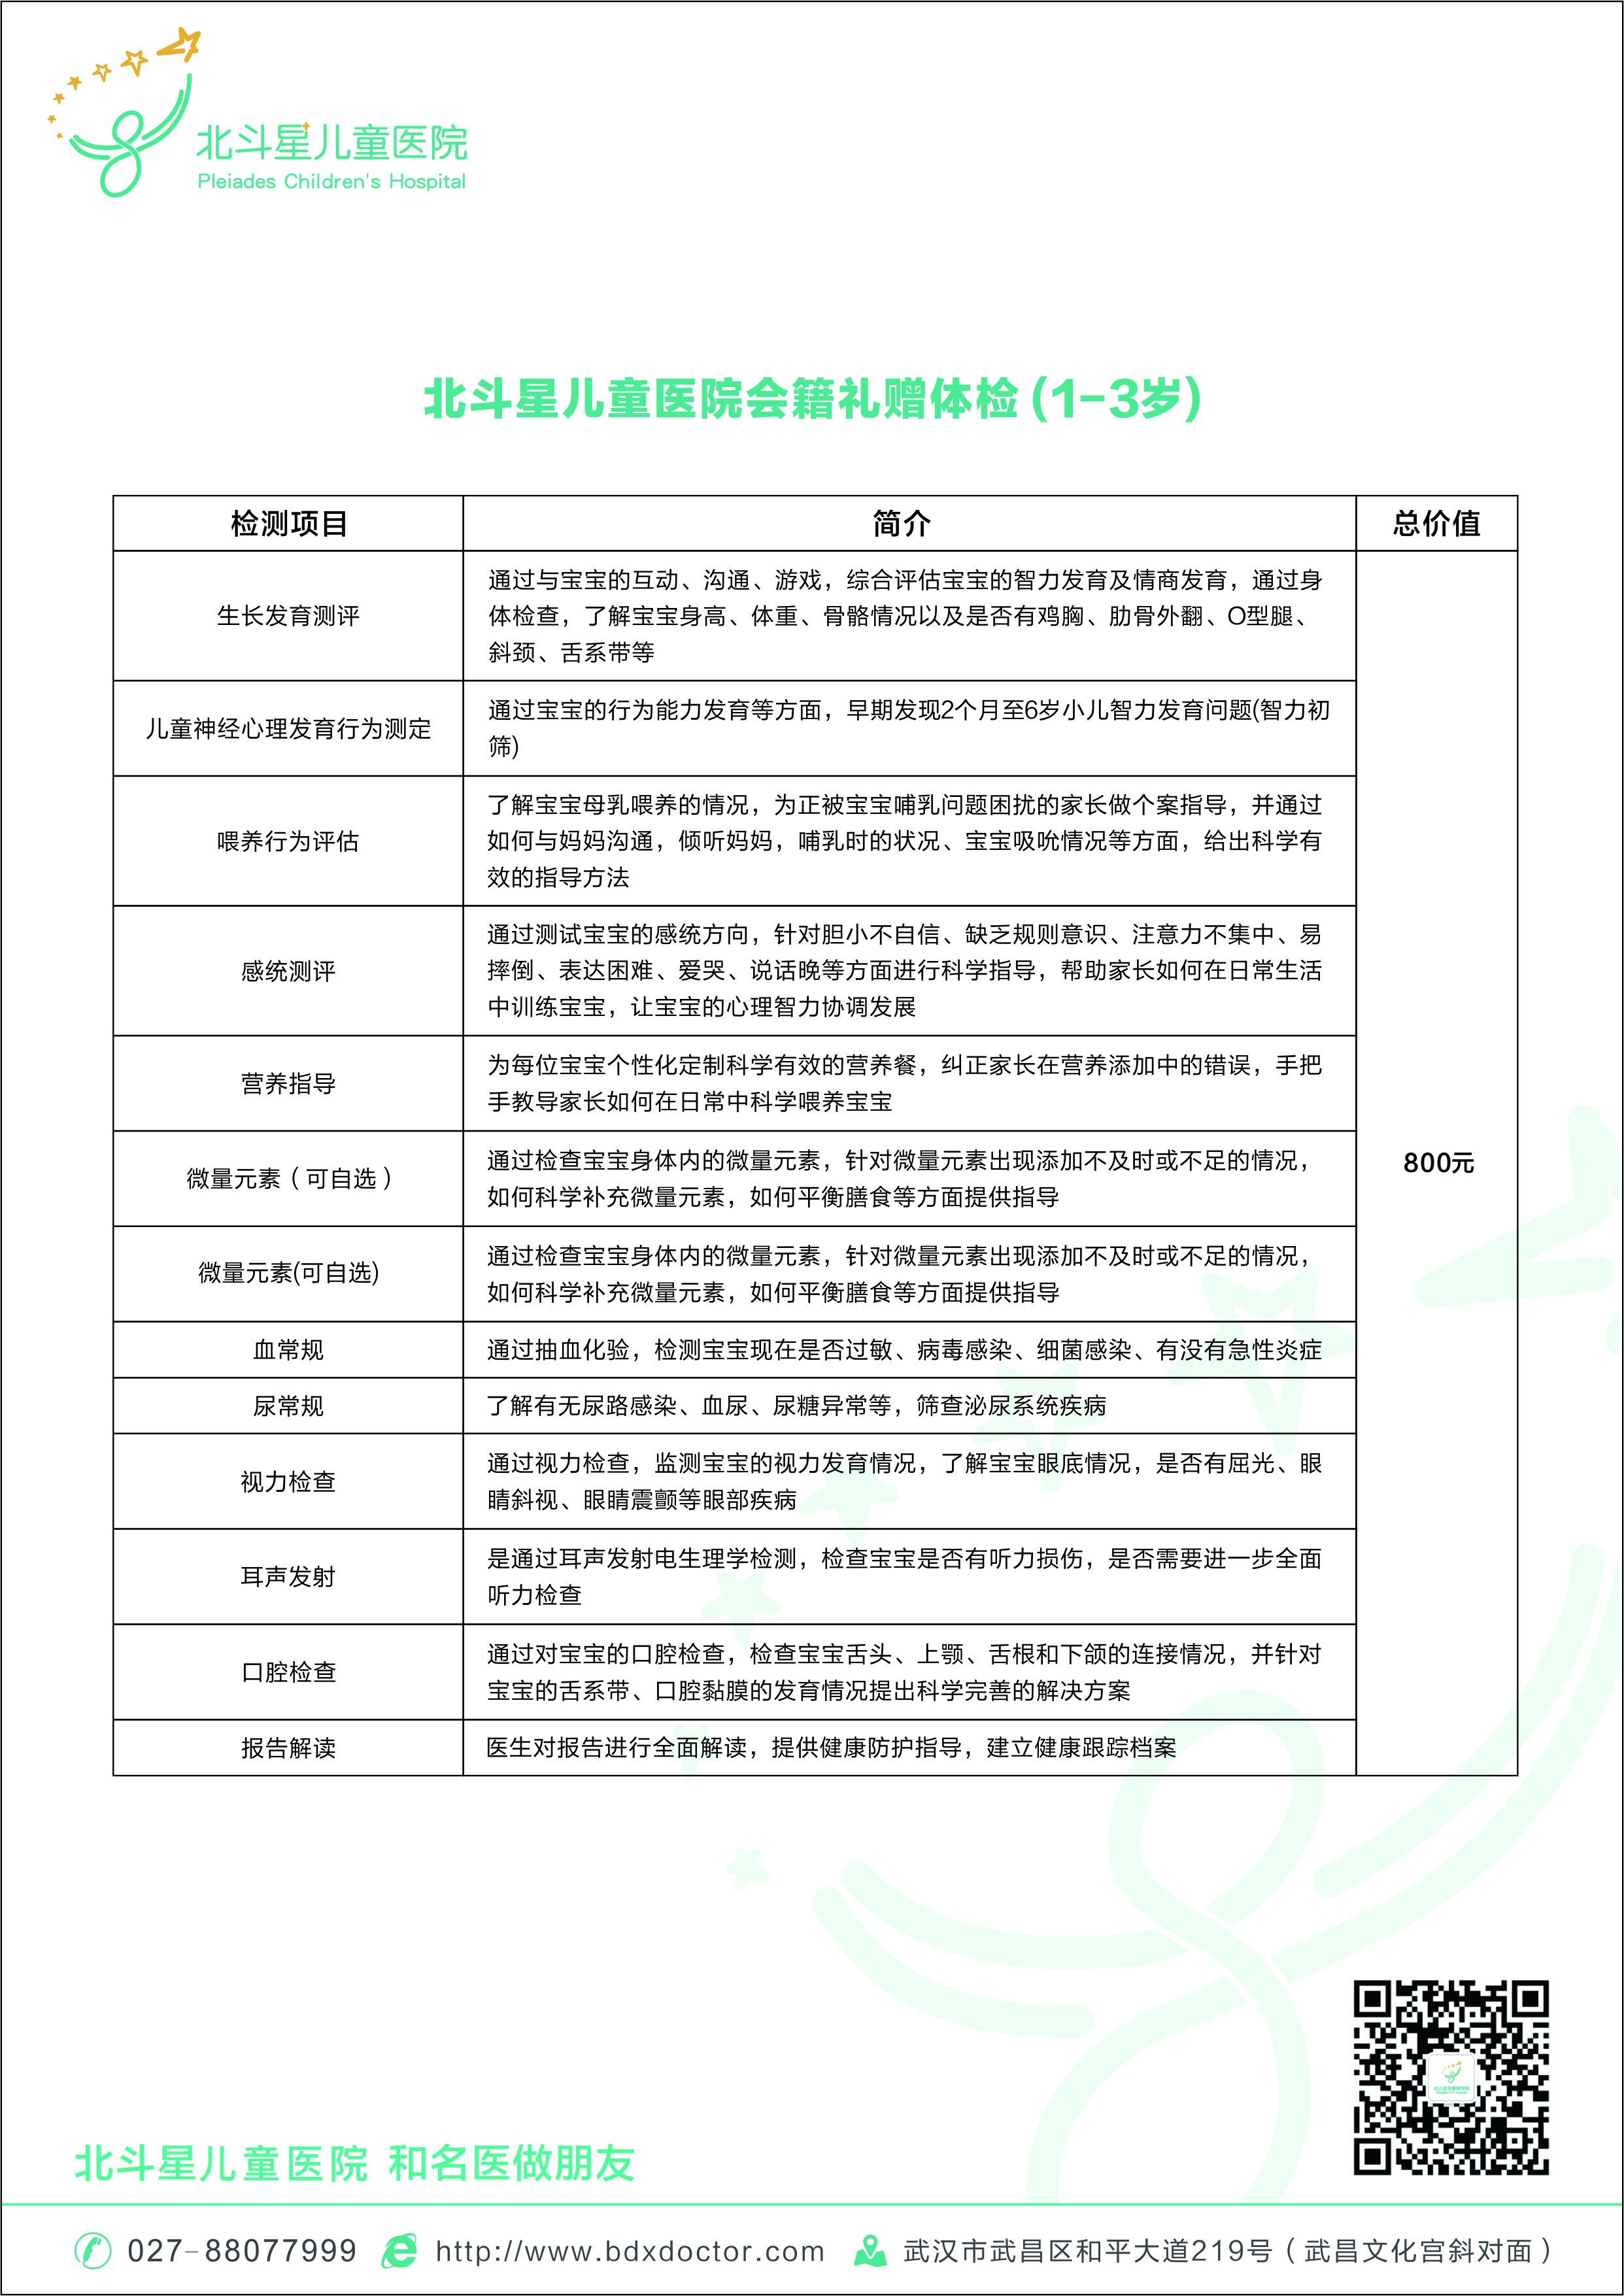 北斗星儿童医院
Pleiades Children's Hospital
北斗星儿童医院会籍礼赠体检(1-3岁)
检测项目 简介 总价值
生长发育测评
通过与宝宝的互动、沟通、游戏，综合评估宝宝的智力发育及情商发育，通过身
体检查，了解宝宝身高、体重、骨骼情况以及是否有鸡胸、肋骨外翻、O型腿、
斜颈、舌系带等
儿童神经心理发育行为测定
通过宝宝的行为能力发育等方面，早期发现2个月至6岁小儿智力发育问题(智力初
筛)
喂养行为评估
了解宝宝母乳喂养的情况，为正被宝宝哺乳问题困扰的家长做个案指导，并通过
如何与妈妈沟通，倾听妈妈，哺乳时的状况、宝宝吸吮情况等方面，给出科学有
效的指导方法
感统测评
通过测试宝宝的感统方向，针对胆小不自信、缺乏规则意识、注意力不集中、易
摔倒、表达困难、爱哭、说话晚等方面进行科学指导，帮助家长如何在日常生活
中训练宝宝，让宝宝的心理智力协调发展
营养指导
为每位宝宝个性化定制科学有效的营养餐，纠正家长在营养添加中的错误，手把
手教导家长如何在日常中科学喂养宝宝
微量元素（可自选）
通过检查宝宝身体内的微量元素，针对微量元素出现添加不及时或不足的情况，
如何科学补充微量元素，如何平衡膳食等方面提供指导
800元
微量元素(可自选)
通过检查宝宝身体内的微量元素，针对微量元素出现添加不及时或不足的情况，
如何科学补充微量元素，如何平衡膳食等方面提供指导
血常规
通过抽血化验，检测宝宝现在是否过敏、病毒感染、细菌感染、有没有急性炎症
尿常规
了解有无尿路感染、血尿、尿糖异常等，筛查泌尿系统疾病
视力检查
通过视力检查，监测宝宝的视力发育情况，了解宝宝眼底情况，是否有屈光、眼
睛斜视、眼睛震颤等眼部疾病
耳声发射
是通过耳声发射电生理学检测，检查宝宝是否有听力损伤，是否需要进一步全面
听力检查
口腔检查
通过对宝宝的口腔检查，检查宝宝舌头、上颚、舌根和下颌的连接情况，并针对
宝宝的舌系带、口腔黏膜的发育情况提出科学完善的解决方案
报告解读
医生对报告进行全面解读，提供健康防护指导，建立健康跟踪档案
北斗星儿童医院 和名医做朋友
027-88077999 http://www.bdxdoctor.com 武汉市武昌区和平大道219号（武昌文化宫斜对面）